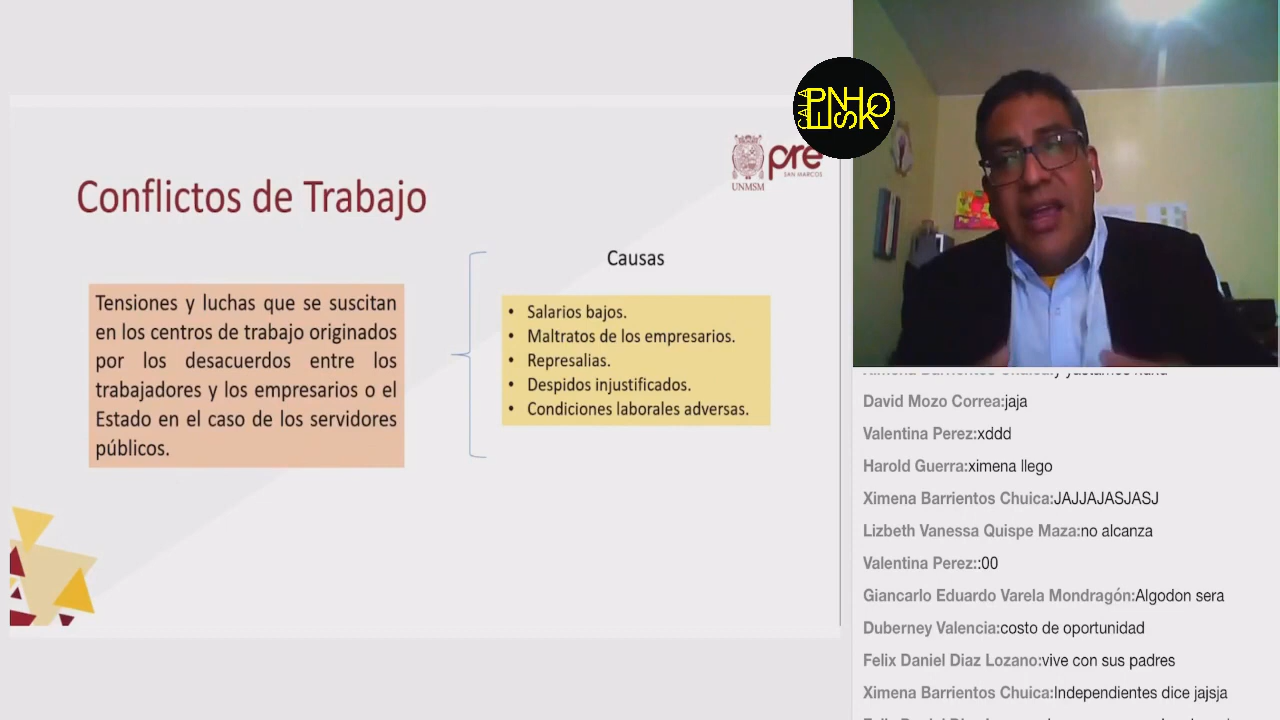 Conflictos de Trabajo
UNMSM
pre
SAN MARCOS
CALA
PNHO
ESK
Causas
Tensiones y luchas que se suscitan
en los centros de trabajo originados
por los desacuerdos entre los
trabajadores y los empresarios o el
Estado en el caso de los servidores
públicos.
• Salarios bajos.
• Maltratos de los empresarios.
• Represalias.
• Despidos injustificados.
• Condiciones laborales adversas.
David Mozo Correa:jaja
Valentina Perez:xddd
Harold Guerra:ximena llego
Ximena Barrientos Chuica:JAJJAJASJASJ
Lizbeth Vanessa Quispe Maza:no alcanza
Valentina Perez::00
Giancarlo Eduardo Varela Mondragón:Algodon sera
Duberney Valencia:costo de oportunidad
Felix Daniel Diaz Lozano:vive con sus padres
Ximena Barrientos Chuica:Independientes dice jajsja